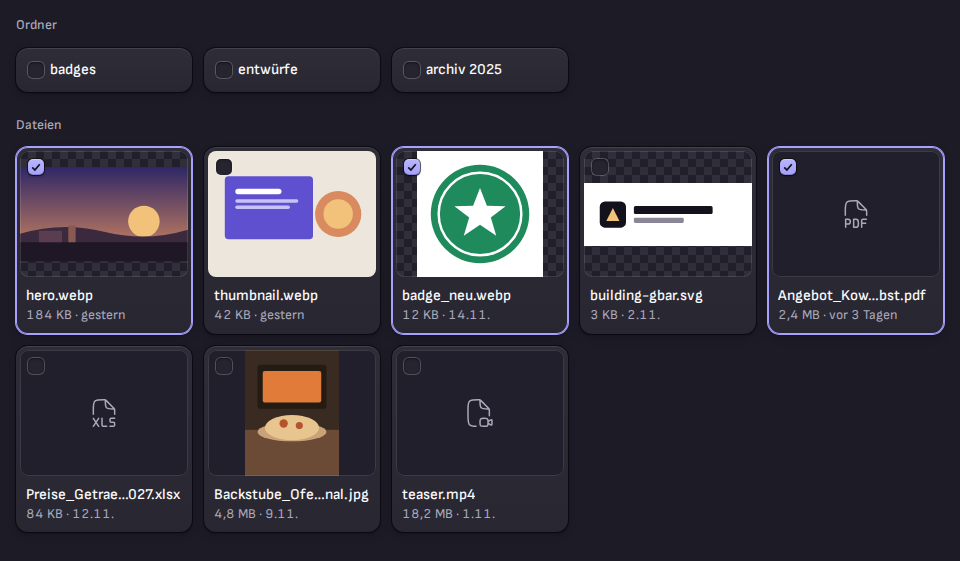 Ordner
badges
entwürfe
archiv 2025
Dateien
hero.webp
184 KB · gestern
thumbnail.webp
42 KB · gestern
badge_neu.webp
12 KB · 14.11.
building-gbar.svg
3 KB · 2.11.
PDF
Angebot_Kow...bst.pdf
2,4 MB · vor 3 Tagen
XLS
Preise_Getrae...027.xlsx
84 KB · 12.11.
Backstube_Ofe...nal.jpg
4,8 MB · 9.11.
teaser.mp4
18,2 MB · 1.11.